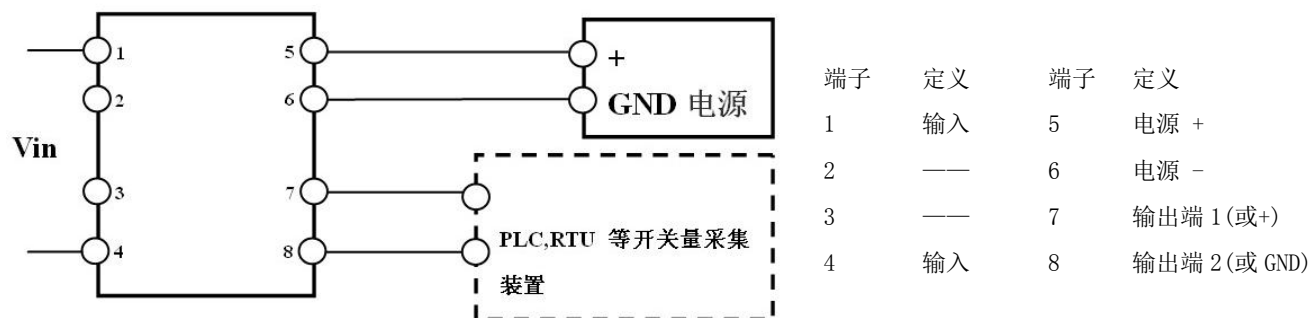 1
2
3
4
Vin
5
6
7
8
+
GND 电源
PLC,RTU 等开关量采集
装置
端子 定义 端子 定义
1 输入 5 电源 +
2 —— 6 电源 -
3 —— 7 输出端 1(或+)
4 输入 8 输出端 2(或 GND)